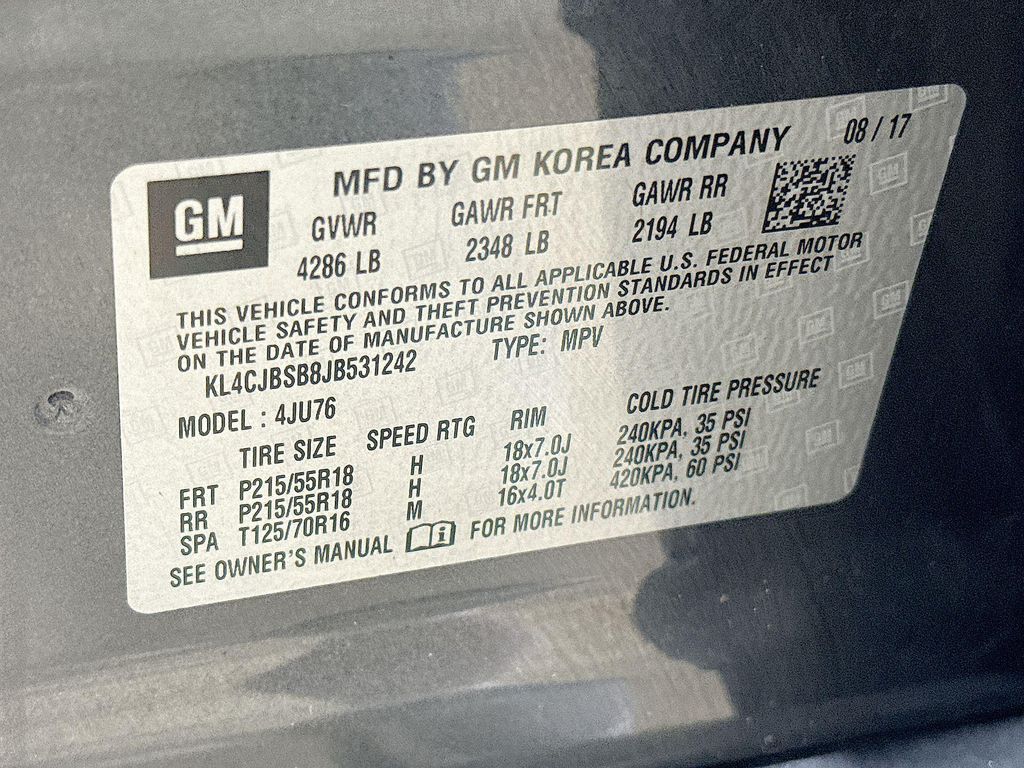 MFD BY GM KOREA COMPANY 08 / 17
GM
GVWR GAWR FRT GAWR RR
4286 LB 2348 LB 2194 LB
THIS VEHICLE CONFORMS TO ALL APPLICABLE U.S. FEDERAL MOTOR
VEHICLE SAFETY AND THEFT PREVENTION STANDARDS IN EFFECT
ON THE DATE OF MANUFACTURE SHOWN ABOVE.
KL4CJBSB8JB531242 TYPE: MPV
MODEL : 4JU76
TIRE SIZE SPEED RTG RIM COLD TIRE PRESSURE
FRT P215/55R18 H 18x7.0J 240KPA, 35 PSI
RR P215/55R18 H 18x7.0J 240KPA, 35 PSI
SPA T125/70R16 M 16x4.0T 420KPA, 60 PSI
SEE OWNER'S MANUAL i FOR MORE INFORMATION.